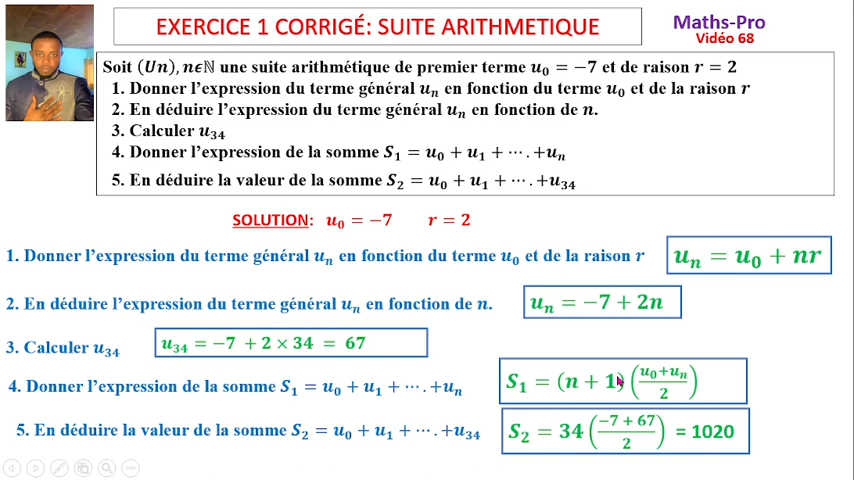 EXERCICE 1 CORRIGÉ: SUITE ARITHMETIQUE
Maths-Pro
Vidéo 68
Soit (Un), nϵℕ une suite arithmétique de premier terme u₀ = −7 et de raison r = 2
1. Donner l’expression du terme général uₙ en fonction du terme u₀ et de la raison r
2. En déduire l’expression du terme général uₙ en fonction de n.
3. Calculer u₃₄
4. Donner l’expression de la somme S₁ = u₀ + u₁ + ⋯. +uₙ
5. En déduire la valeur de la somme S₂ = u₀ + u₁ + ⋯. +u₃₄
SOLUTION: u₀ = −7 r = 2
1. Donner l’expression du terme général uₙ en fonction du terme u₀ et de la raison r
uₙ = u₀ + nr
2. En déduire l’expression du terme général uₙ en fonction de n.
uₙ = −7 + 2n
3. Calculer u₃₄
u₃₄ = −7 + 2 × 34 = 67
4. Donner l’expression de la somme S₁ = u₀ + u₁ + ⋯. +uₙ
S₁ = (n + 1) ((u₀+uₙ)/2)
5. En déduire la valeur de la somme S₂ = u₀ + u₁ + ⋯. +u₃₄
S₂ = 34 ((−7 + 67)/2) = 1020